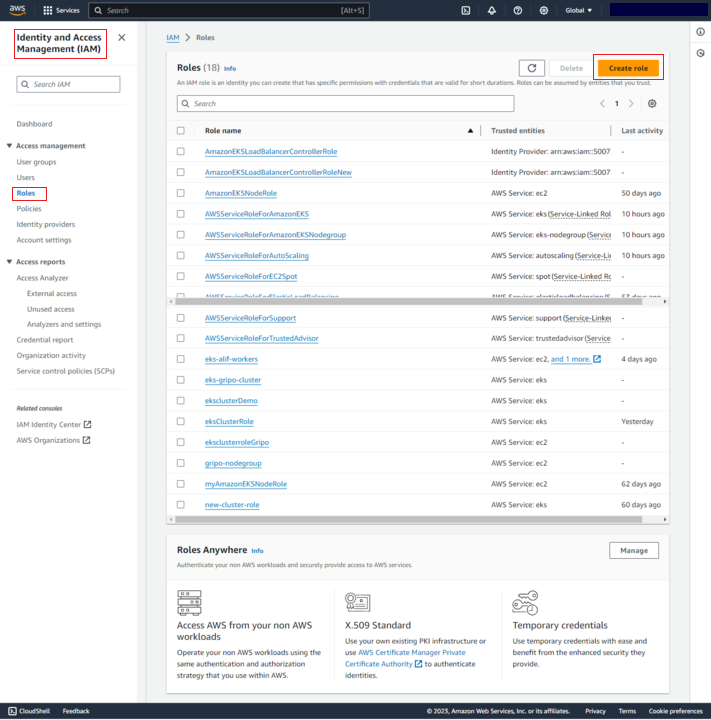 aws
Services
Search
[Alt+S]
Global
Identity and Access
Management (IAM)
Search IAM
Dashboard
Access management
User groups
Users
Roles
Policies
Identity providers
Account settings
Access reports
Access Analyzer
External access
Unused access
Analyzers and settings
Credential report
Organization activity
Service control policies (SCPs)
Related consoles
IAM Identity Center
AWS Organizations
IAM > Roles
Roles (18) Info
Delete
Create role
An IAM role is an identity you can create that has specific permissions with credentials that are valid for short durations. Roles can be assumed by entities that you trust.
Search
1
Role name Trusted entities Last activity
AmazonEKSLoadBalancerControllerRole Identity Provider: arn:aws:iam::5007 -
AmazonEKSLoadBalancerControllerRoleNew Identity Provider: arn:aws:iam::5007 -
AmazonEKSNodeRole AWS Service: ec2 50 days ago
AWSServiceRoleForAmazonEKS AWS Service: eks (Service-Linked Rol 10 hours ago
AWSServiceRoleForAmazonEKSNodegroup AWS Service: eks-nodegroup (Service 10 hours ago
AWSServiceRoleForAutoScaling AWS Service: autoscaling (Service-Li 10 hours ago
AWSServiceRoleForEC2Spot AWS Service: spot (Service-Linked Ro -
AWSServiceRoleForElasticLoadBalancing AWS Service: elasticloadbalancing (S 53 days ago
AWSServiceRoleForSupport AWS Service: support (Service-Linke -
AWSServiceRoleForTrustedAdvisor AWS Service: trustedadvisor (Service -
eks-alif-workers AWS Service: ec2, and 1 more. 4 days ago
eks-gripo-cluster AWS Service: eks -
eksclusterDemo AWS Service: eks -
eksClusterRole AWS Service: eks Yesterday
eksclusterroleGripo AWS Service: ec2 -
gripo-nodegroup AWS Service: ec2 -
myAmazonEKSNodeRole AWS Service: ec2 62 days ago
new-cluster-role AWS Service: eks 60 days ago
Roles Anywhere Info
Manage
Authenticate your non AWS workloads and securely provide access to AWS services.
Access AWS from your non AWS
workloads
Operate your non AWS workloads using the
same authentication and authorization
strategy that you use within AWS.
X.509 Standard
Use your own existing PKI infrastructure or
use AWS Certificate Manager Private
Certificate Authority to authenticate
identities.
Temporary credentials
Use temporary credentials with ease and
benefit from the enhanced security they
provide.
CloudShell Feedback © 2023, Amazon Web Services, Inc. or its affiliates. Privacy Terms Cookie preferences